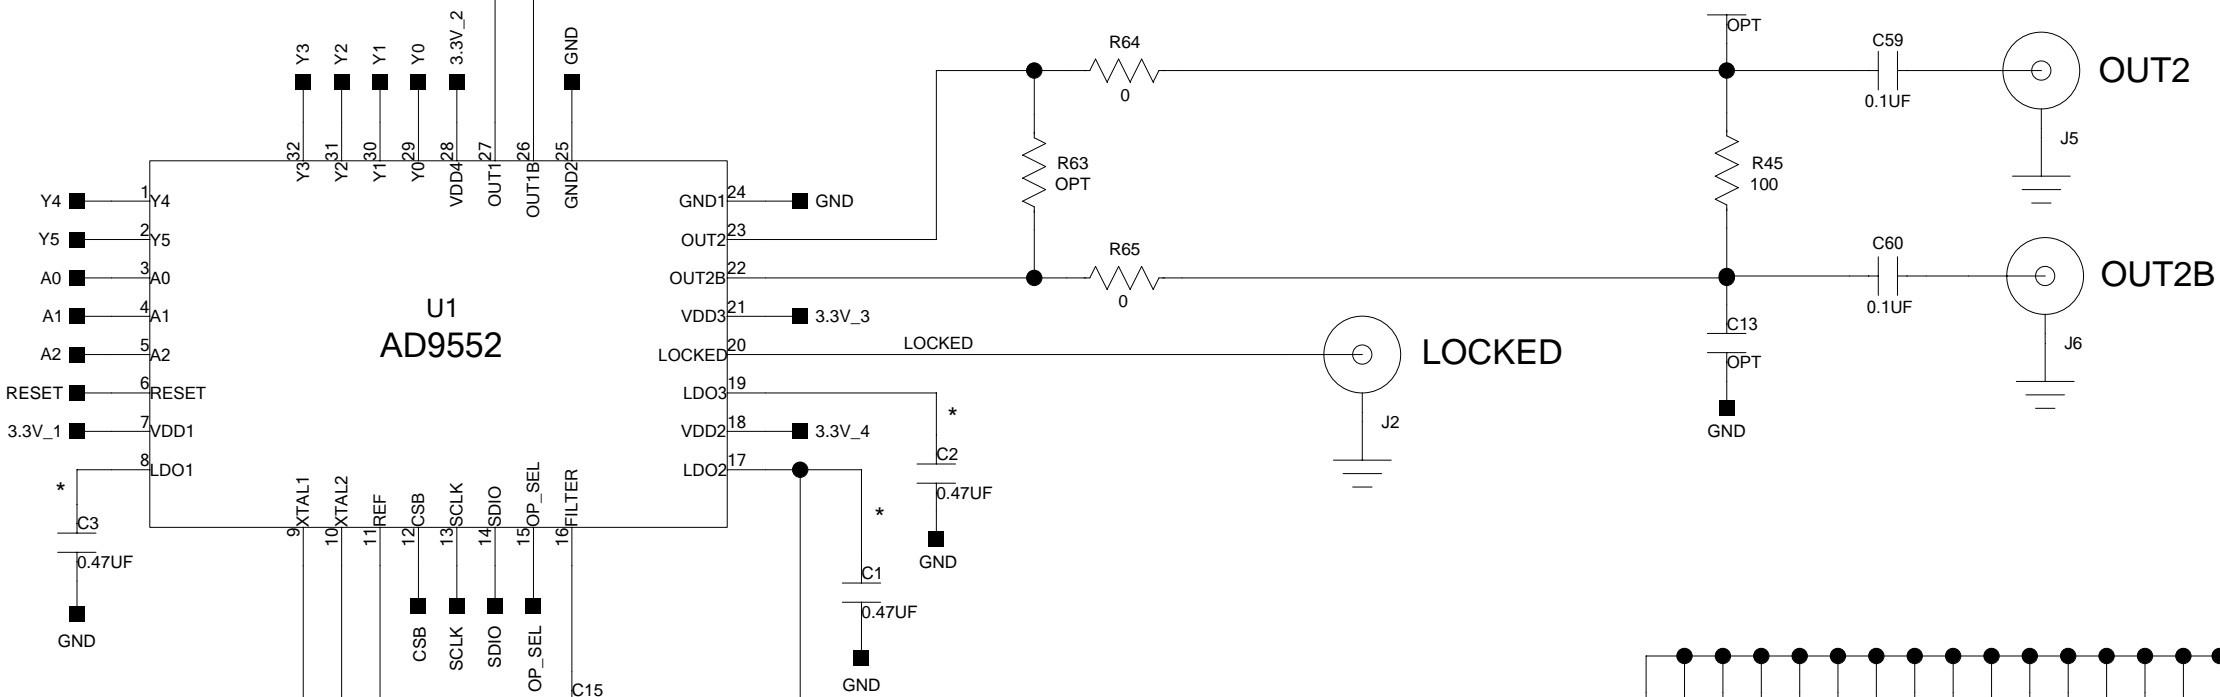 Y3
Y2
Y1
Y0
3.3V_2
GND
32
31
30
29
28
27
26
25
Y3
Y2
Y1
Y0
VDD4
OUT1
OUT1B
GND2
Y4
1
Y4
Y5
2
Y5
A0
3
A0
A1
4
A1
A2
5
A2
RESET
6
RESET
3.3V_1
7
VDD1
8
LDO1
*
C3
0.47UF
GND
U1
AD9552
GND1
24
GND
OUT2
23
OUT2B
22
VDD3
21
3.3V_3
LOCKED
20
LOCKED
LDO3
19
VDD2
18
3.3V_4
LDO2
17
XTAL1
XTAL2
REF
CSB
SCLK
SDIO
OP_SEL
FILTER
9
10
11
12
13
14
15
16
CSB
SCLK
SDIO
OP_SEL
C15
*
C2
0.47UF
GND
*
C1
0.47UF
GND
R64
0
R63
OPT
R65
0
LOCKED
J2
OPT
R45
100
C13
OPT
GND
C59
0.1UF
OUT2
J5
C60
0.1UF
OUT2B
J6